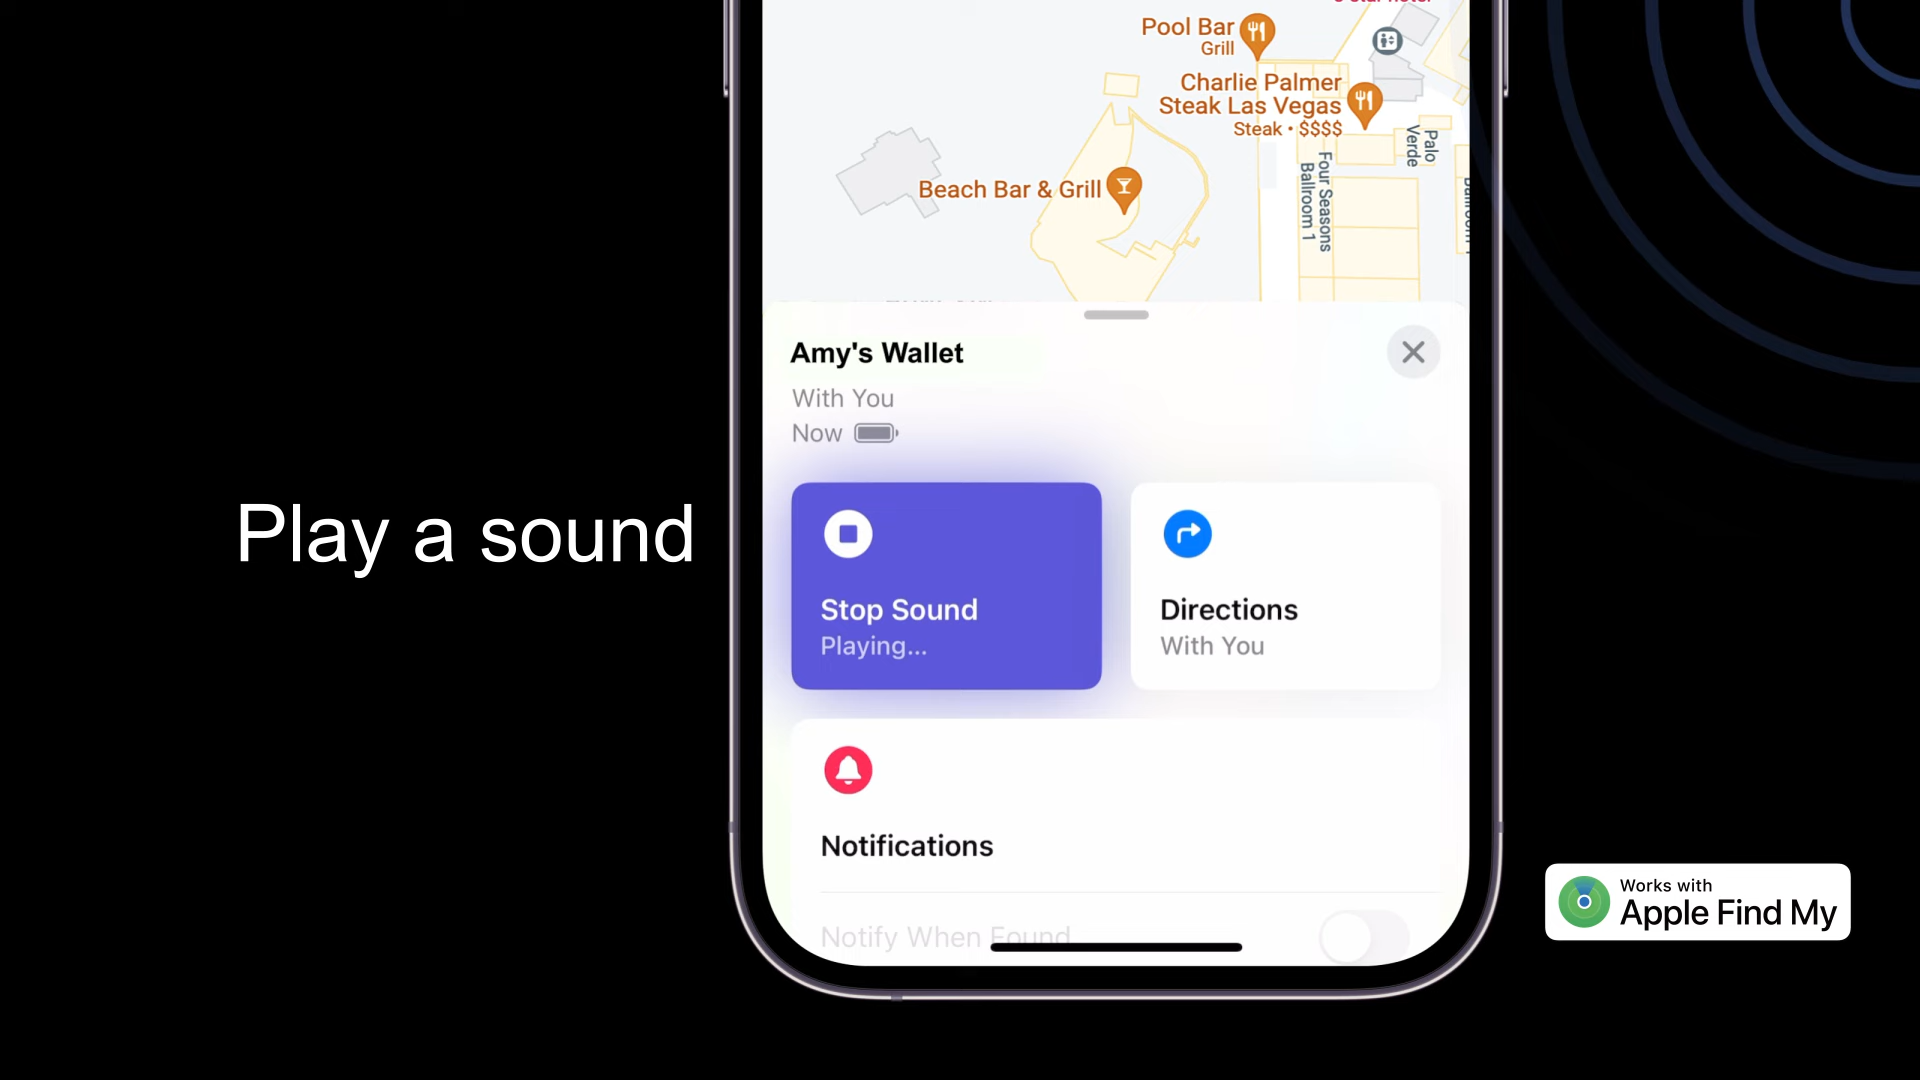 Pool Bar
Grill
Charlie Palmer
Steak Las Vegas
Steak • $$$$
Palo
Verde
Beach Bar & Grill
Four Seasons
Ballroom 1
Amy's Wallet
With You
Now
Play a sound
Stop Sound
Playing...
Directions
With You
Notifications
Notify When Found
Works with
Apple Find My